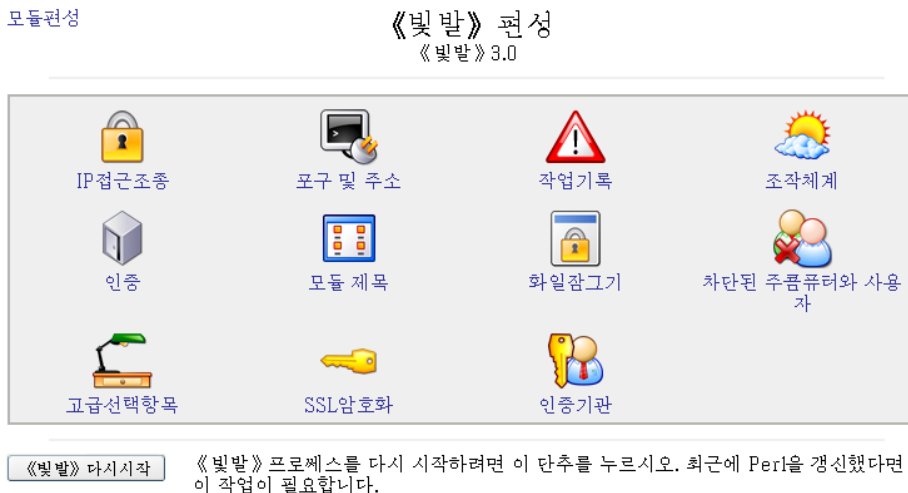 모듈편성
《빛발》 편성
《빛발》3.0
IP접근조종
포구 및 주소
작업기록
조작체계
인증
모듈 제목
화일잠그기
차단된 주콤퓨터와 사용
자
고급선택항목
SSL암호화
인증기관
《빛발》 다시시작
《빛발》프로쎄스를 다시 시작하려면 이 단추를 누르시오. 최근에 Perl을 갱신했다면
이 작업이 필요합니다.